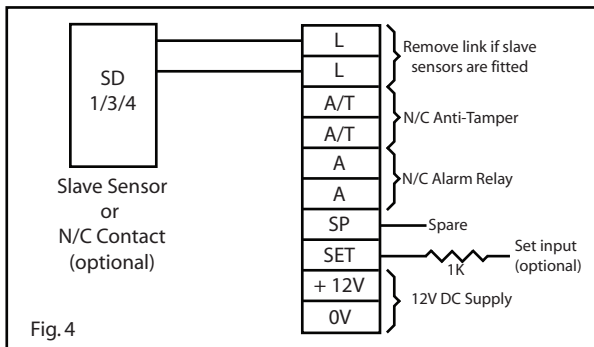 SD
1/3/4
Slave Sensor
or
N/C Contact
(optional)
Fig. 4
L
L
A/T
A/T
A
A
SP
SET
+ 12V
0V
Remove link if slave
sensors are fitted
N/C Anti-Tamper
N/C Alarm Relay
Spare
1K
Set input
(optional)
12V DC Supply